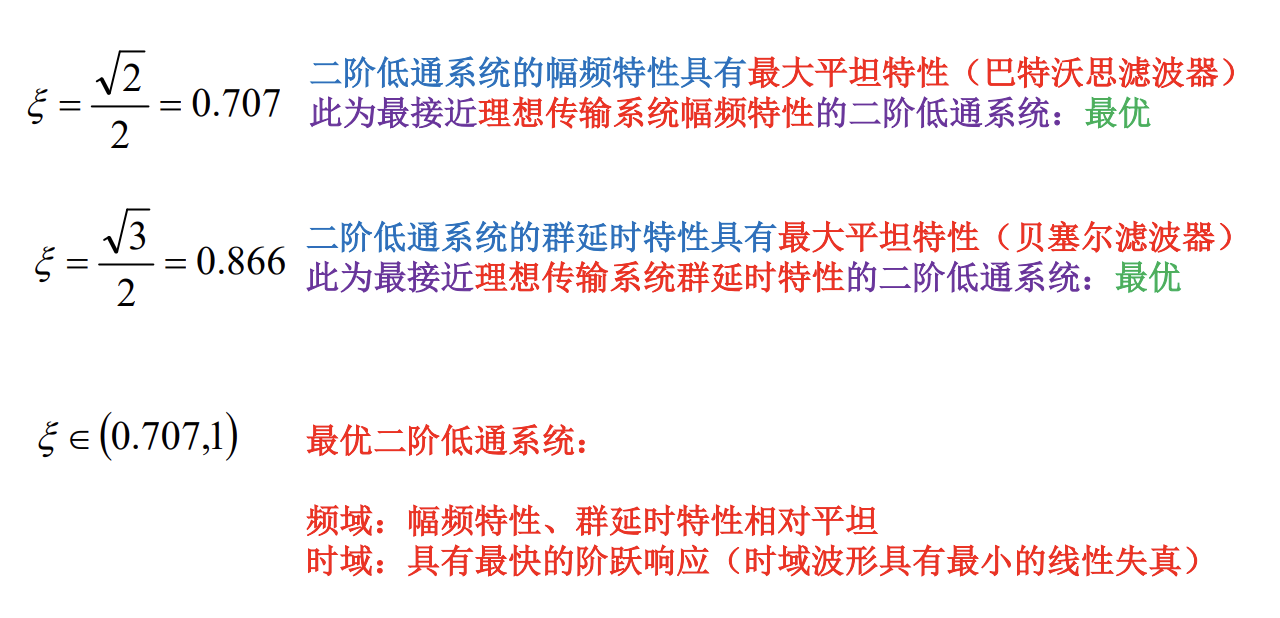 ξ = √2/2 = 0.707
二阶低通系统的幅频特性具有最大平坦特性（巴特沃思滤波器）
此为最接近理想传输系统幅频特性的二阶低通系统：最优
ξ = √3/2 = 0.866
二阶低通系统的群延时特性具有最大平坦特性（贝塞尔滤波器）
此为最接近理想传输系统群延时特性的二阶低通系统：最优
ξ ∈ (0.707,1)
最优二阶低通系统：
频域：幅频特性、群延时特性相对平坦
时域：具有最快的阶跃响应（时域波形具有最小的线性失真）